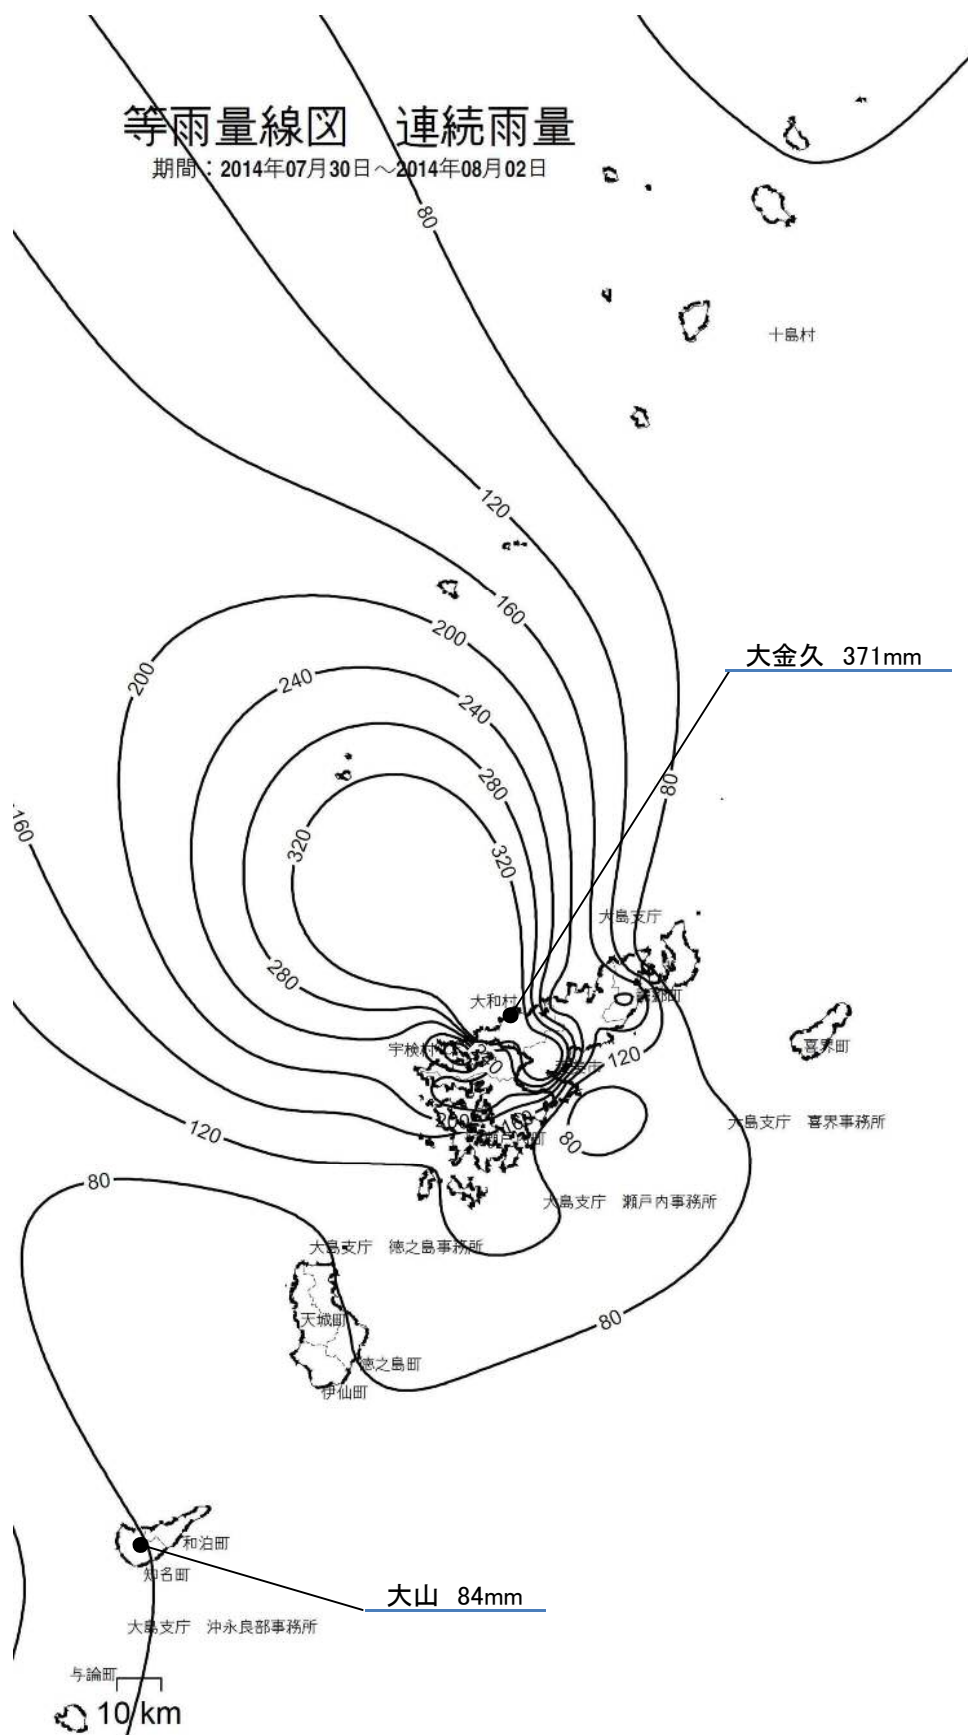 等雨量線図 連続雨量
期間：2014年07月30日～2014年08月02日
80
十島村
120
160
200
200
大金久 371mm
240
240
280
80
160
320
320
大島支庁
280
大和村
宇検村
喜界町
120
120
200
160
80
大島支庁 喜界事務所
80
大島支庁 瀬戸内事務所
大島支庁 徳之島事務所
天城町
80
徳之島町
伊仙町
和泊町
知名町
大山 84mm
大島支庁 沖永良部事務所
与論町
10 km